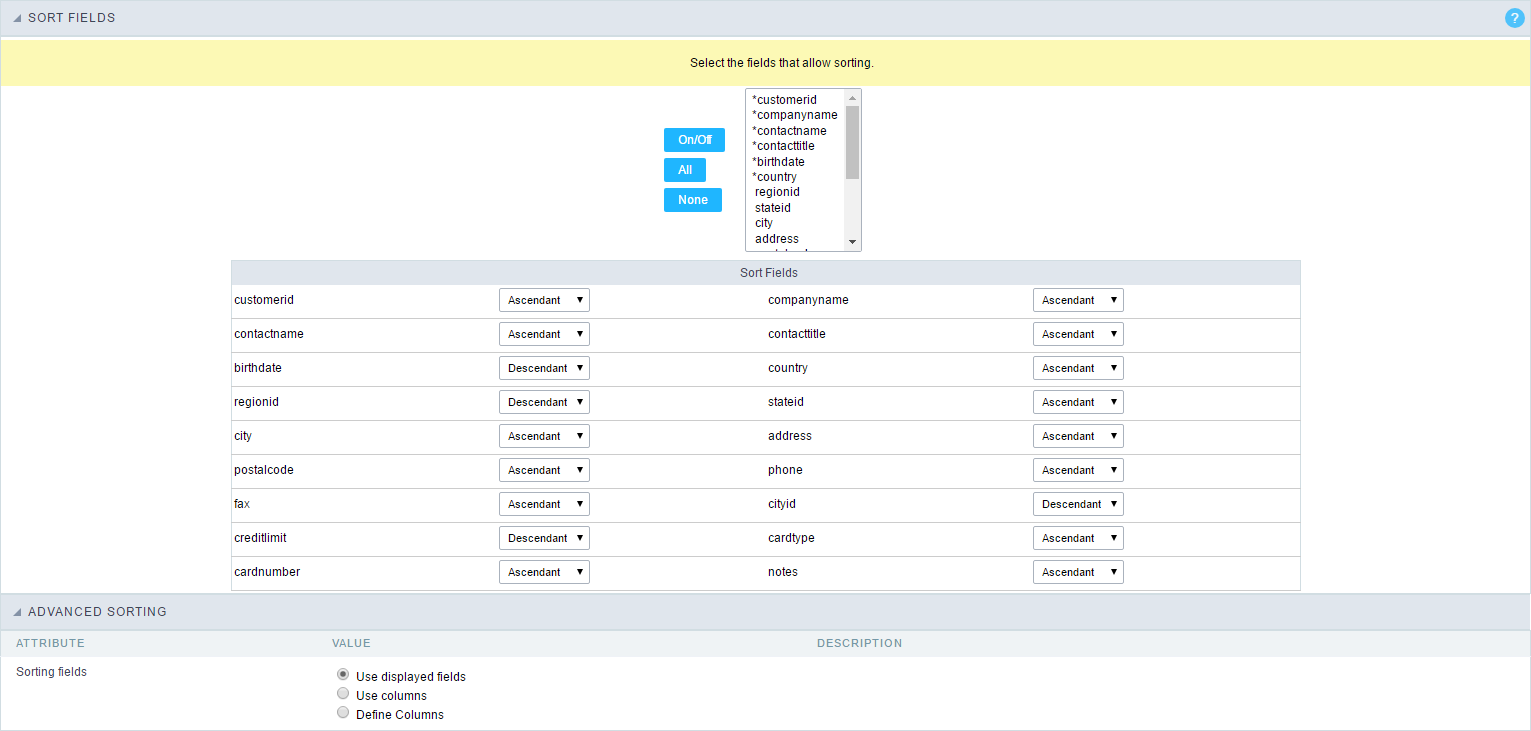 SORT FIELDS
?
Select the fields that allow sorting.
On/Off
All
None
*customerid
*companyname
*contactname
*contacttitle
*birthdate
*country
regionid
stateid
city
address
Sort Fields
customerid Ascendant companyname Ascendant
contactname Ascendant contacttitle Ascendant
birthdate Descendant country Ascendant
regionid Descendant stateid Ascendant
city Ascendant address Ascendant
postalcode Ascendant phone Ascendant
fax Ascendant cityid Descendant
creditlimit Descendant cardtype Ascendant
cardnumber Ascendant notes Ascendant
ADVANCED SORTING
ATTRIBUTE VALUE DESCRIPTION
Sorting fields
Use displayed fields
Use columns
Define Columns